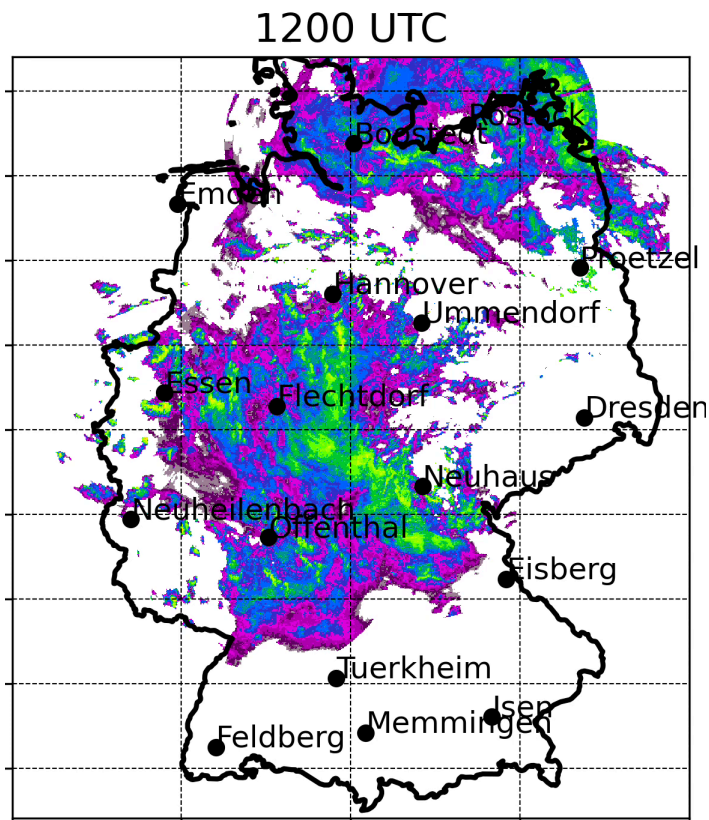 1200 UTC
Rostock
Boostedt
Emden
Proetzel
Hannover
Ummendorf
Essen
Flechtdorf
Dresden
Neuhaus
Neuheilenbach
Offenthal
Eisberg
Tuerkheim
Isen
Memmingen
Feldberg